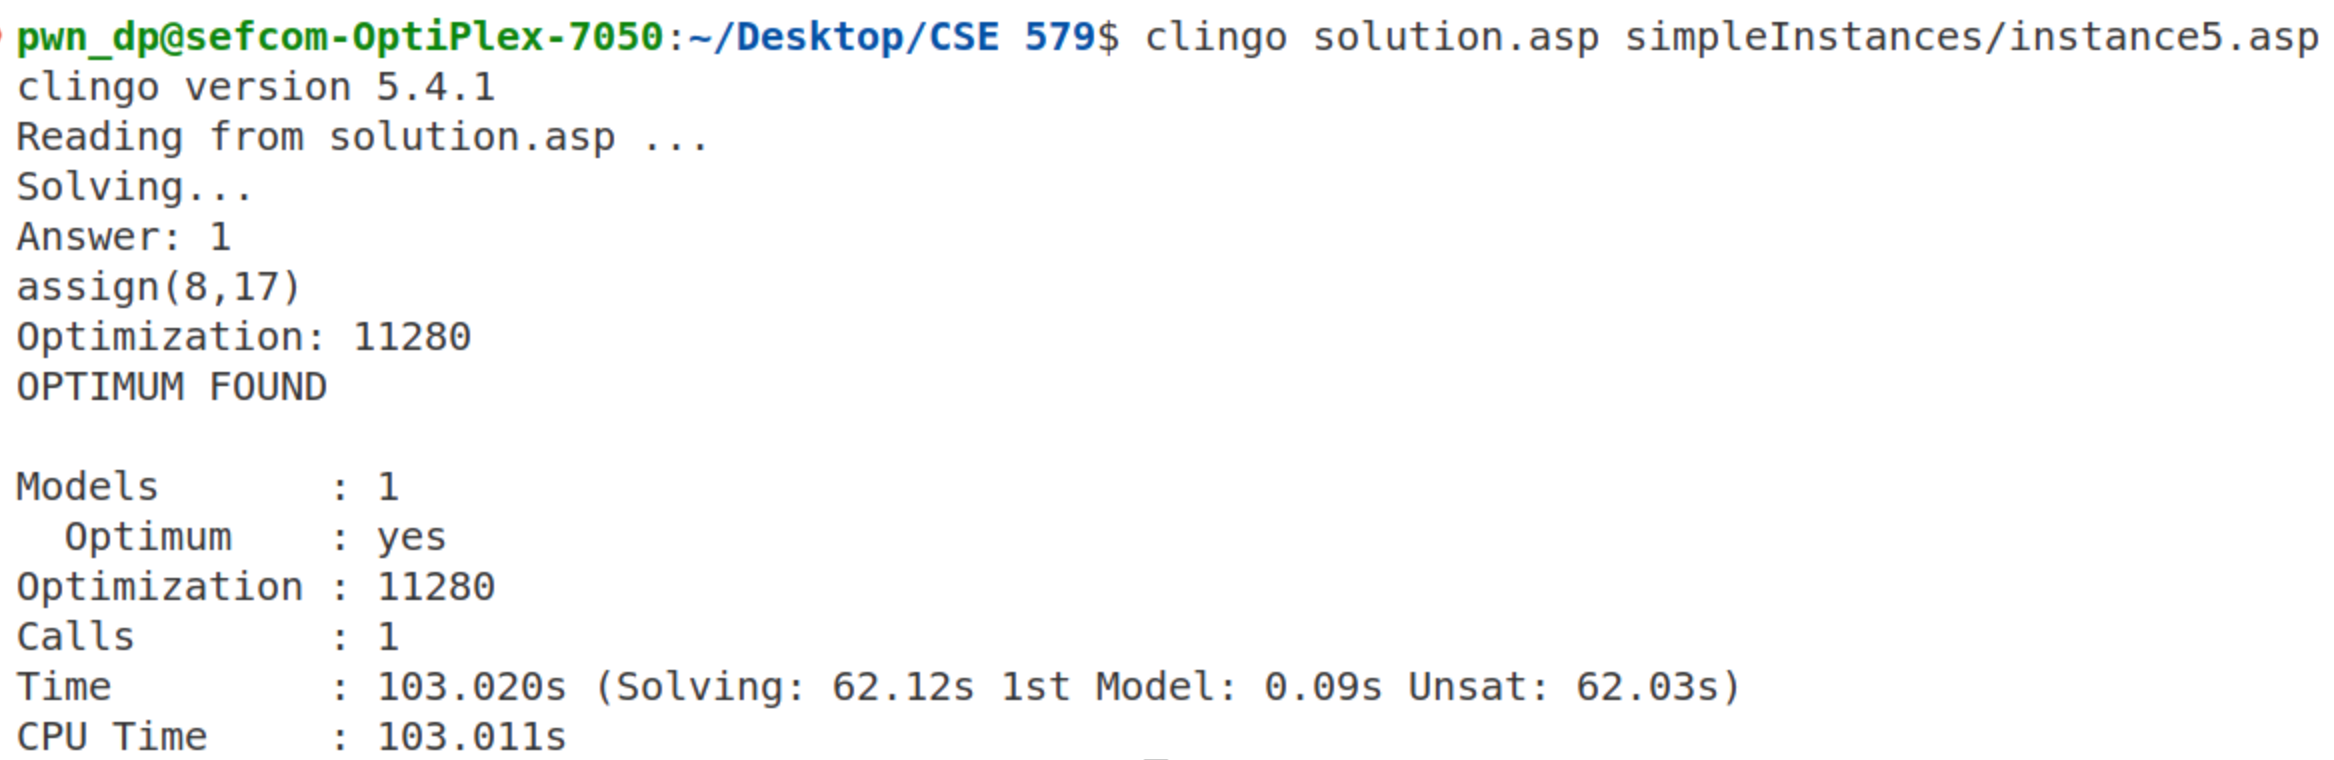 pwn_dp@sefcom-OptiPlex-7050:~/Desktop/CSE 579$ clingo solution.asp simpleInstances/instance5.asp
clingo version 5.4.1
Reading from solution.asp ...
Solving...
Answer: 1
assign(8,17)
Optimization: 11280
OPTIMUM FOUND

Models       : 1
  Optimum    : yes
Optimization : 11280
Calls        : 1
Time         : 103.020s (Solving: 62.12s 1st Model: 0.09s Unsat: 62.03s)
CPU Time     : 103.011s